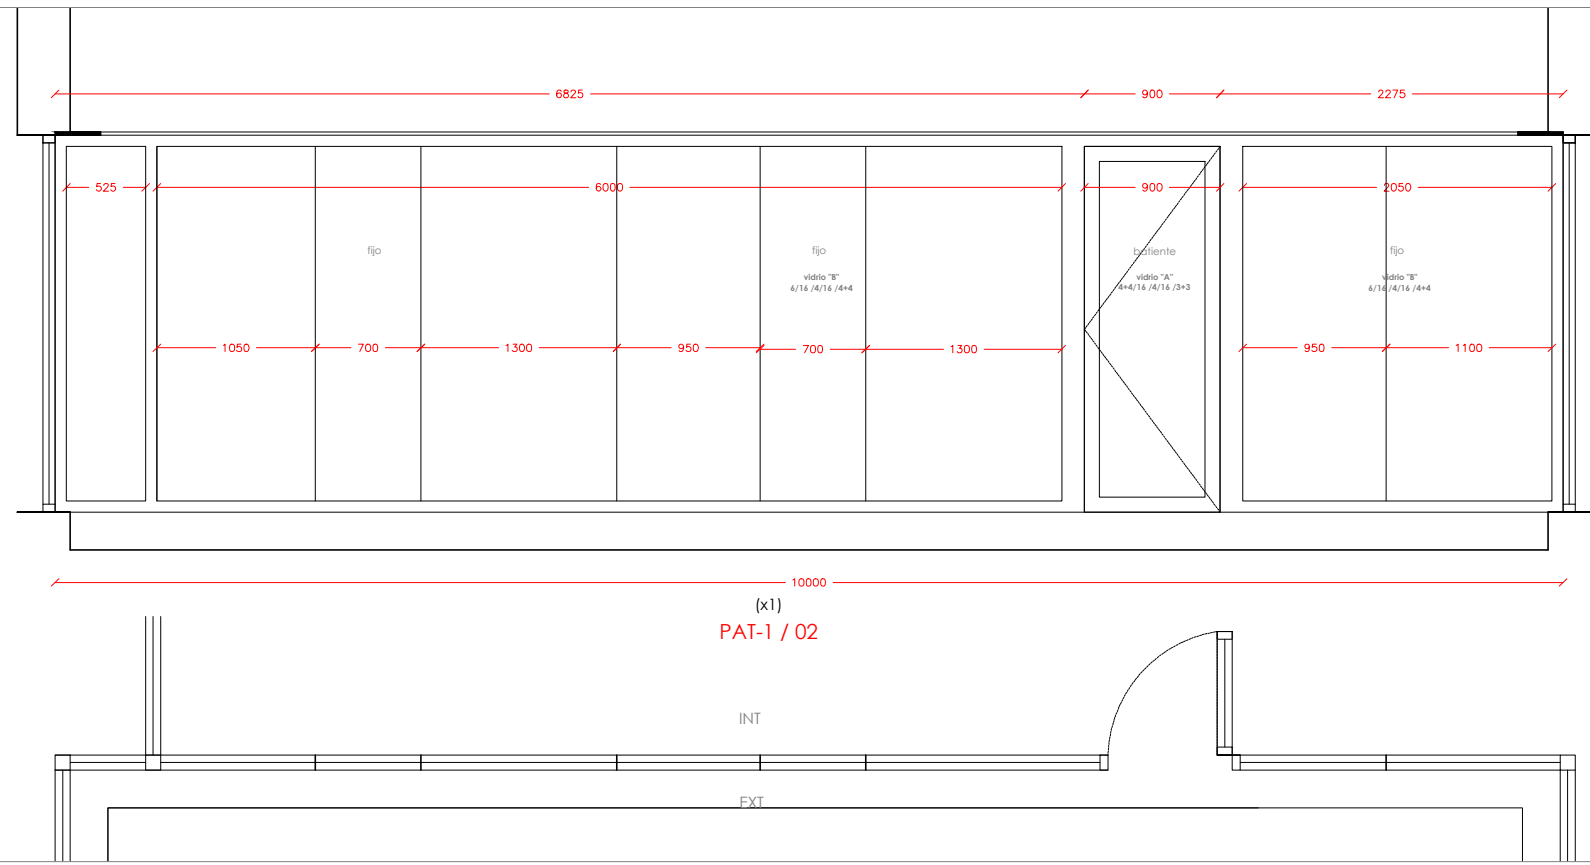 6825 900 2275
525 6000 900 2050
fijo fijo batiente fijo
vidrio "B" vidrio "A" vidrio "B"
6/16 /4/16 /4+4 4+4/16 /4/16 /3+3 6/16 /4/16 /4+4
1050 700 1300 950 700 1300 950 1100
10000
(x1)
PAT-1 / 02
INT
EXT